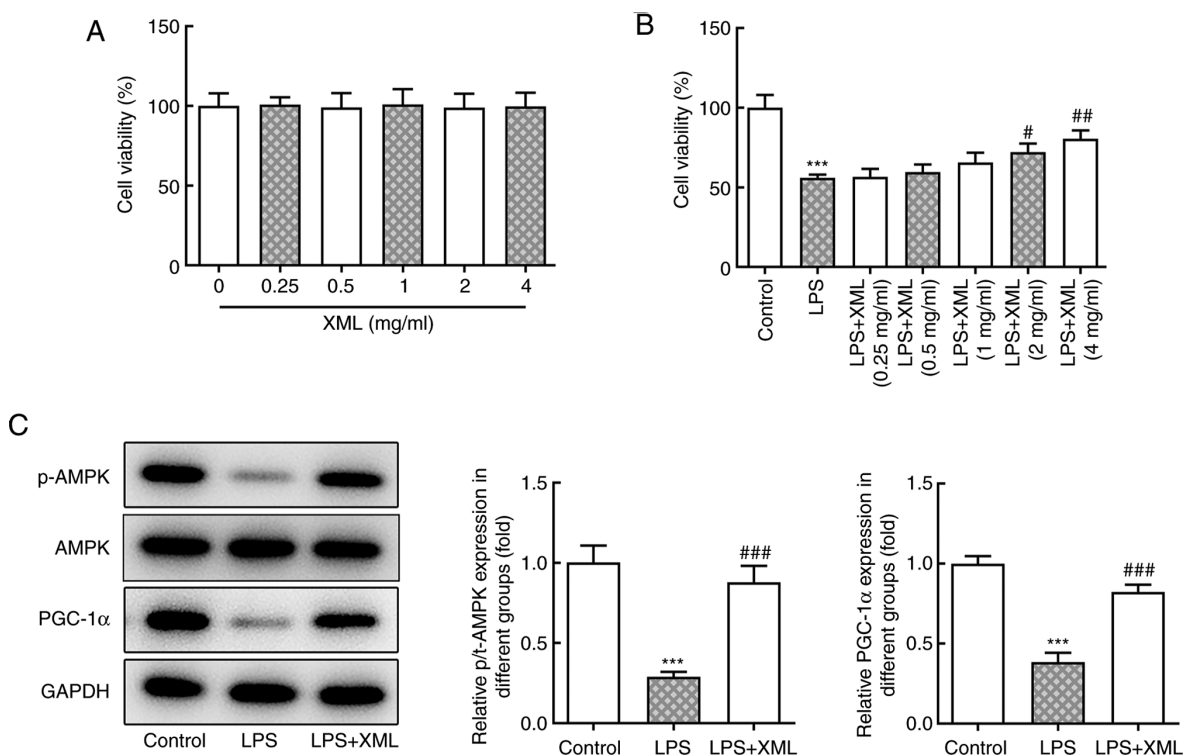 A
Cell viability (%)
150
100
50
0
0 0.25 0.5 1 2 4
XML (mg/ml)
B
Cell viability (%)
150
100
50
0
***
#
##
Control
LPS
LPS+XML
(0.25 mg/ml)
LPS+XML
(0.5 mg/ml)
LPS+XML
(1 mg/ml)
LPS+XML
(2 mg/ml)
LPS+XML
(4 mg/ml)
C
p-AMPK
AMPK
PGC-1α
GAPDH
Control LPS LPS+XML
Relative p/t-AMPK expression in
different groups (fold)
1.5
1.0
0.5
0.0
***
###
Control LPS LPS+XML
Relative PGC-1α expression in
different groups (fold)
1.5
1.0
0.5
0.0
***
###
Control LPS LPS+XML